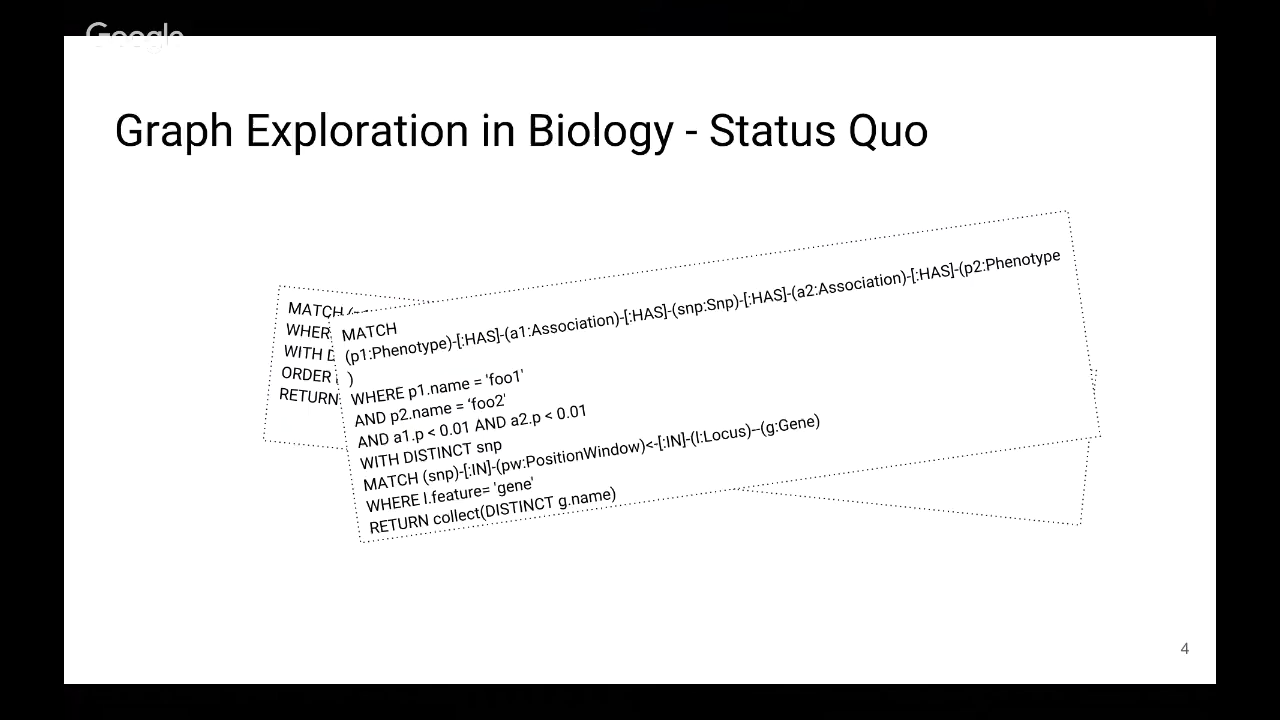 Google
Graph Exploration in Biology - Status Quo
MATCH
WHER
WITH D
ORDER
RETURN
MATCH
(p1:Phenotype)-[:HAS]-(a1:Association)-[:HAS]-(snp:Snp)-[:HAS]-(a2:Association)-[:HAS]-(p2:Phenotype
)
WHERE p1.name = 'foo1'
AND p2.name = 'foo2'
AND a1.p < 0.01 AND a2.p < 0.01
WITH DISTINCT snp
MATCH (snp)-[:IN]-(pw:PositionWindow)<-[:IN]-(l:Locus)--(g:Gene)
WHERE l.feature= 'gene'
RETURN collect(DISTINCT g.name)
4